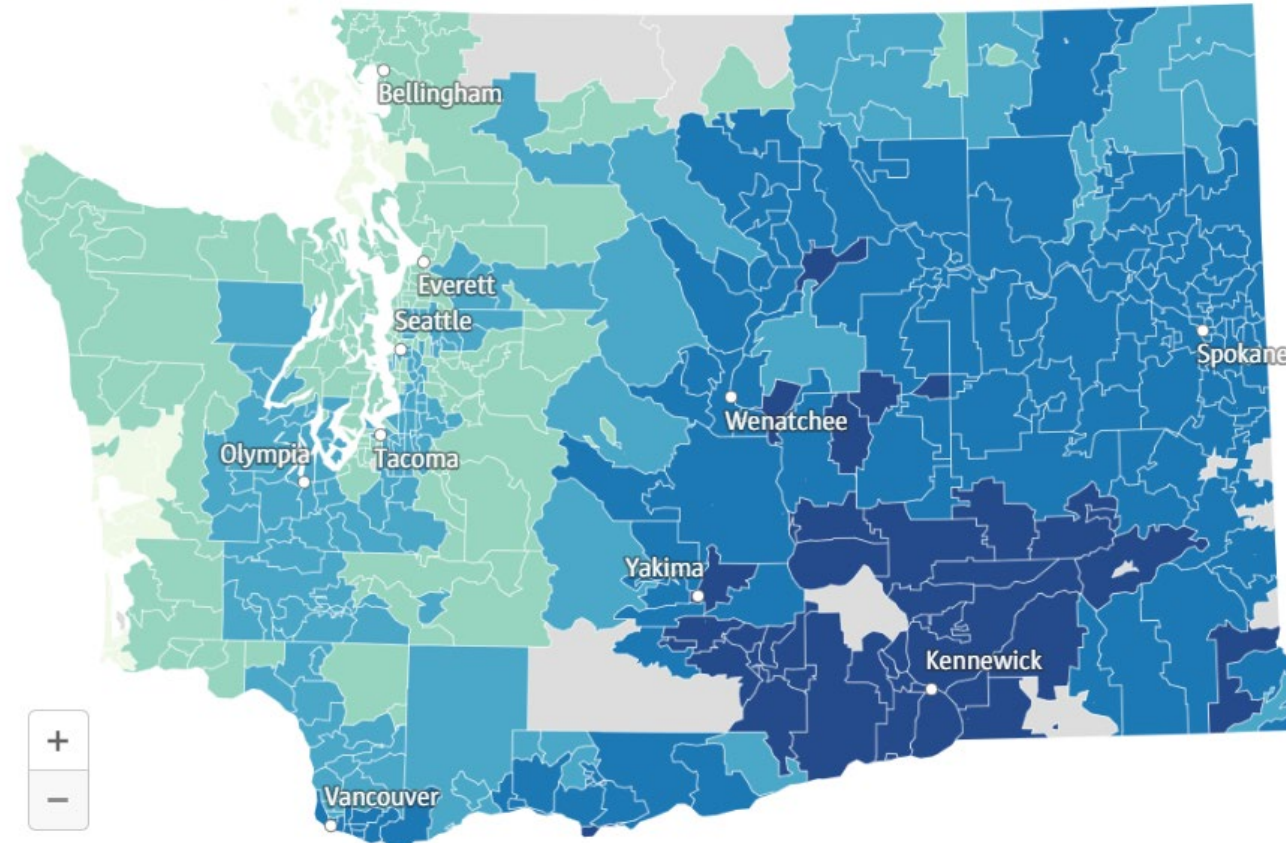 Bellingham
Everett
Seattle
Spokane
Wenatchee
Olympia
Tacoma
Yakima
Kennewick
+
−
Vancouver